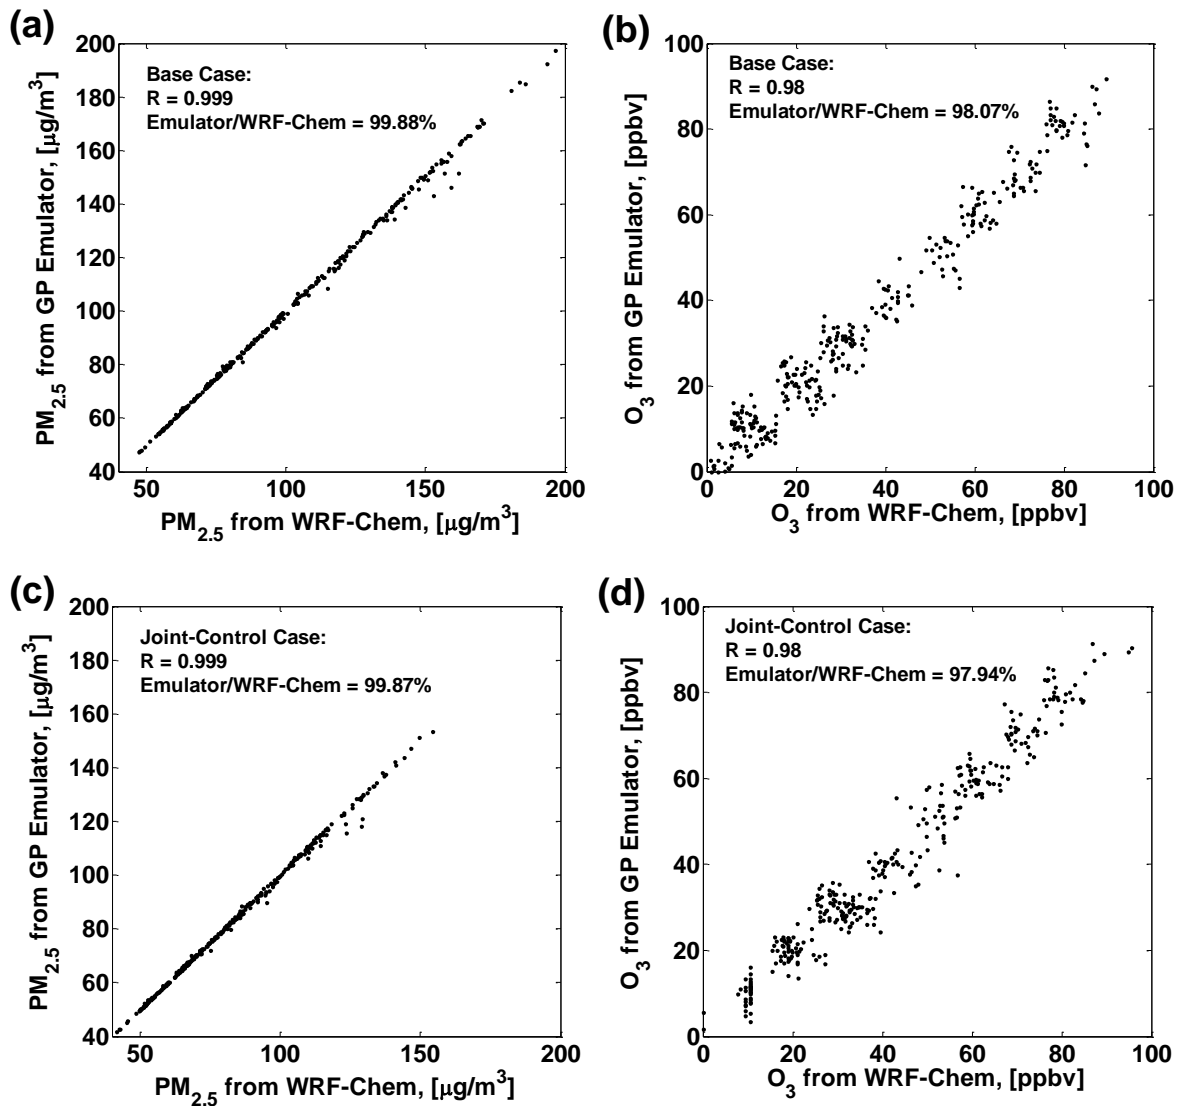 (a)
200
180
160
140
120
100
80
60
40
PM2.5 from GP Emulator, [μg/m3]
Base Case:
R = 0.999
Emulator/WRF-Chem = 99.88%
50 100 150 200
PM2.5 from WRF-Chem, [μg/m3]
(b)
100
80
60
40
20
0
O3 from GP Emulator, [ppbv]
Base Case:
R = 0.98
Emulator/WRF-Chem = 98.07%
0 20 40 60 80 100
O3 from WRF-Chem, [ppbv]
(c)
200
180
160
140
120
100
80
60
40
PM2.5 from GP Emulator, [μg/m3]
Joint-Control Case:
R = 0.999
Emulator/WRF-Chem = 99.87%
50 100 150 200
PM2.5 from WRF-Chem, [μg/m3]
(d)
100
80
60
40
20
0
O3 from GP Emulator, [ppbv]
Joint-Control Case:
R = 0.98
Emulator/WRF-Chem = 97.94%
0 20 40 60 80 100
O3 from WRF-Chem, [ppbv]